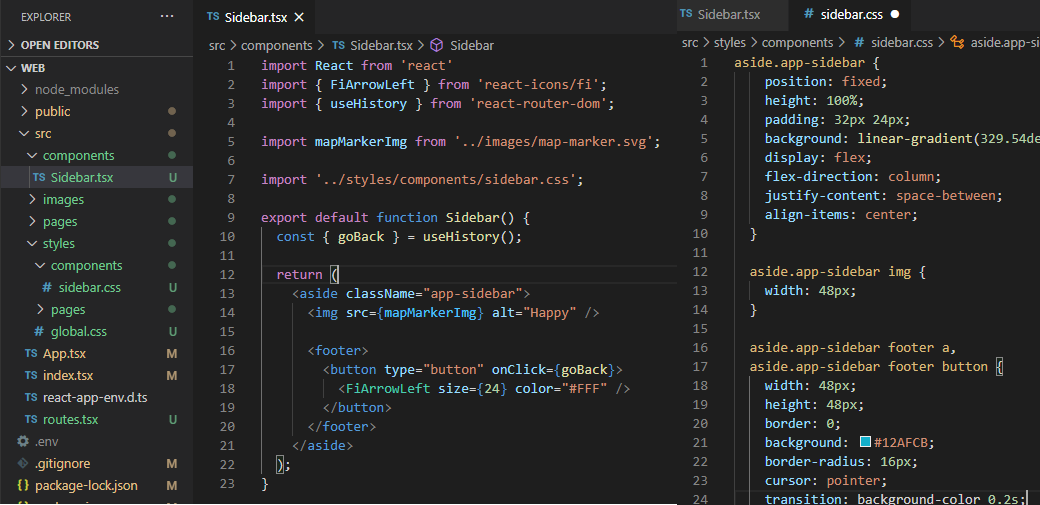 EXPLORER ···
OPEN EDITORS
WEB
node_modules
public
src
components
TS Sidebar.tsx U
images
pages
styles
components
# sidebar.css U
pages
# global.css U
TS App.tsx M
TS index.tsx M
TS react-app-env.d.ts
TS routes.tsx U
.env
.gitignore M
{} package-lock.json M
TS Sidebar.tsx
src > components > TS Sidebar.tsx > Sidebar
1 import React from 'react'
2 import { FiArrowLeft } from 'react-icons/fi';
3 import { useHistory } from 'react-router-dom';
4
5 import mapMarkerImg from '../images/map-marker.svg';
6
7 import '../styles/components/sidebar.css';
8
9 export default function Sidebar() {
10 const { goBack } = useHistory();
11
12 return (
13 <aside className="app-sidebar">
14 <img src={mapMarkerImg} alt="Happy" />
15
16 <footer>
17 <button type="button" onClick={goBack}>
18 <FiArrowLeft size={24} color="#FFF" />
19 </button>
20 </footer>
21 </aside>
22 );
23 }
TS Sidebar.tsx # sidebar.css
src > styles > components > # sidebar.css > aside.app-si
1 aside.app-sidebar {
2 position: fixed;
3 height: 100%;
4 padding: 32px 24px;
5 background: linear-gradient(329.54de
6 display: flex;
7 flex-direction: column;
8 justify-content: space-between;
9 align-items: center;
10 }
11
12 aside.app-sidebar img {
13 width: 48px;
14 }
15
16 aside.app-sidebar footer a,
17 aside.app-sidebar footer button {
18 width: 48px;
19 height: 48px;
20 border: 0;
21 background: #12AFCB;
22 border-radius: 16px;
23 cursor: pointer;
24 transition: background-color 0.2s;